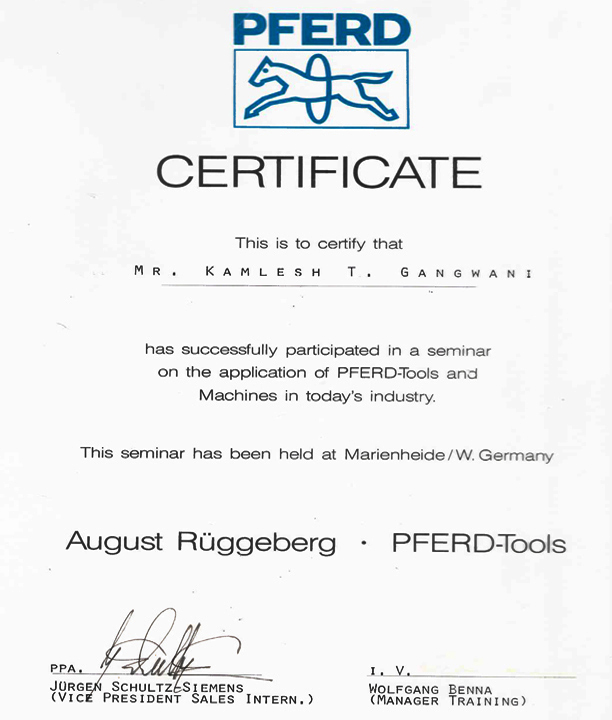 PFERD
CERTIFICATE
This is to certify that
MR. KAMLESH T. GANGWANI
has successfully participated in a seminar
on the application of PFERD-Tools and
Machines in today's industry.
This seminar has been held at Marienheide/W. Germany
August Rüggeberg · PFERD-Tools
PPA.
JÜRGEN SCHULTZ-SIEMENS
(VICE PRESIDENT SALES INTERN.)
I. V.
WOLFGANG BENNA
(MANAGER TRAINING)